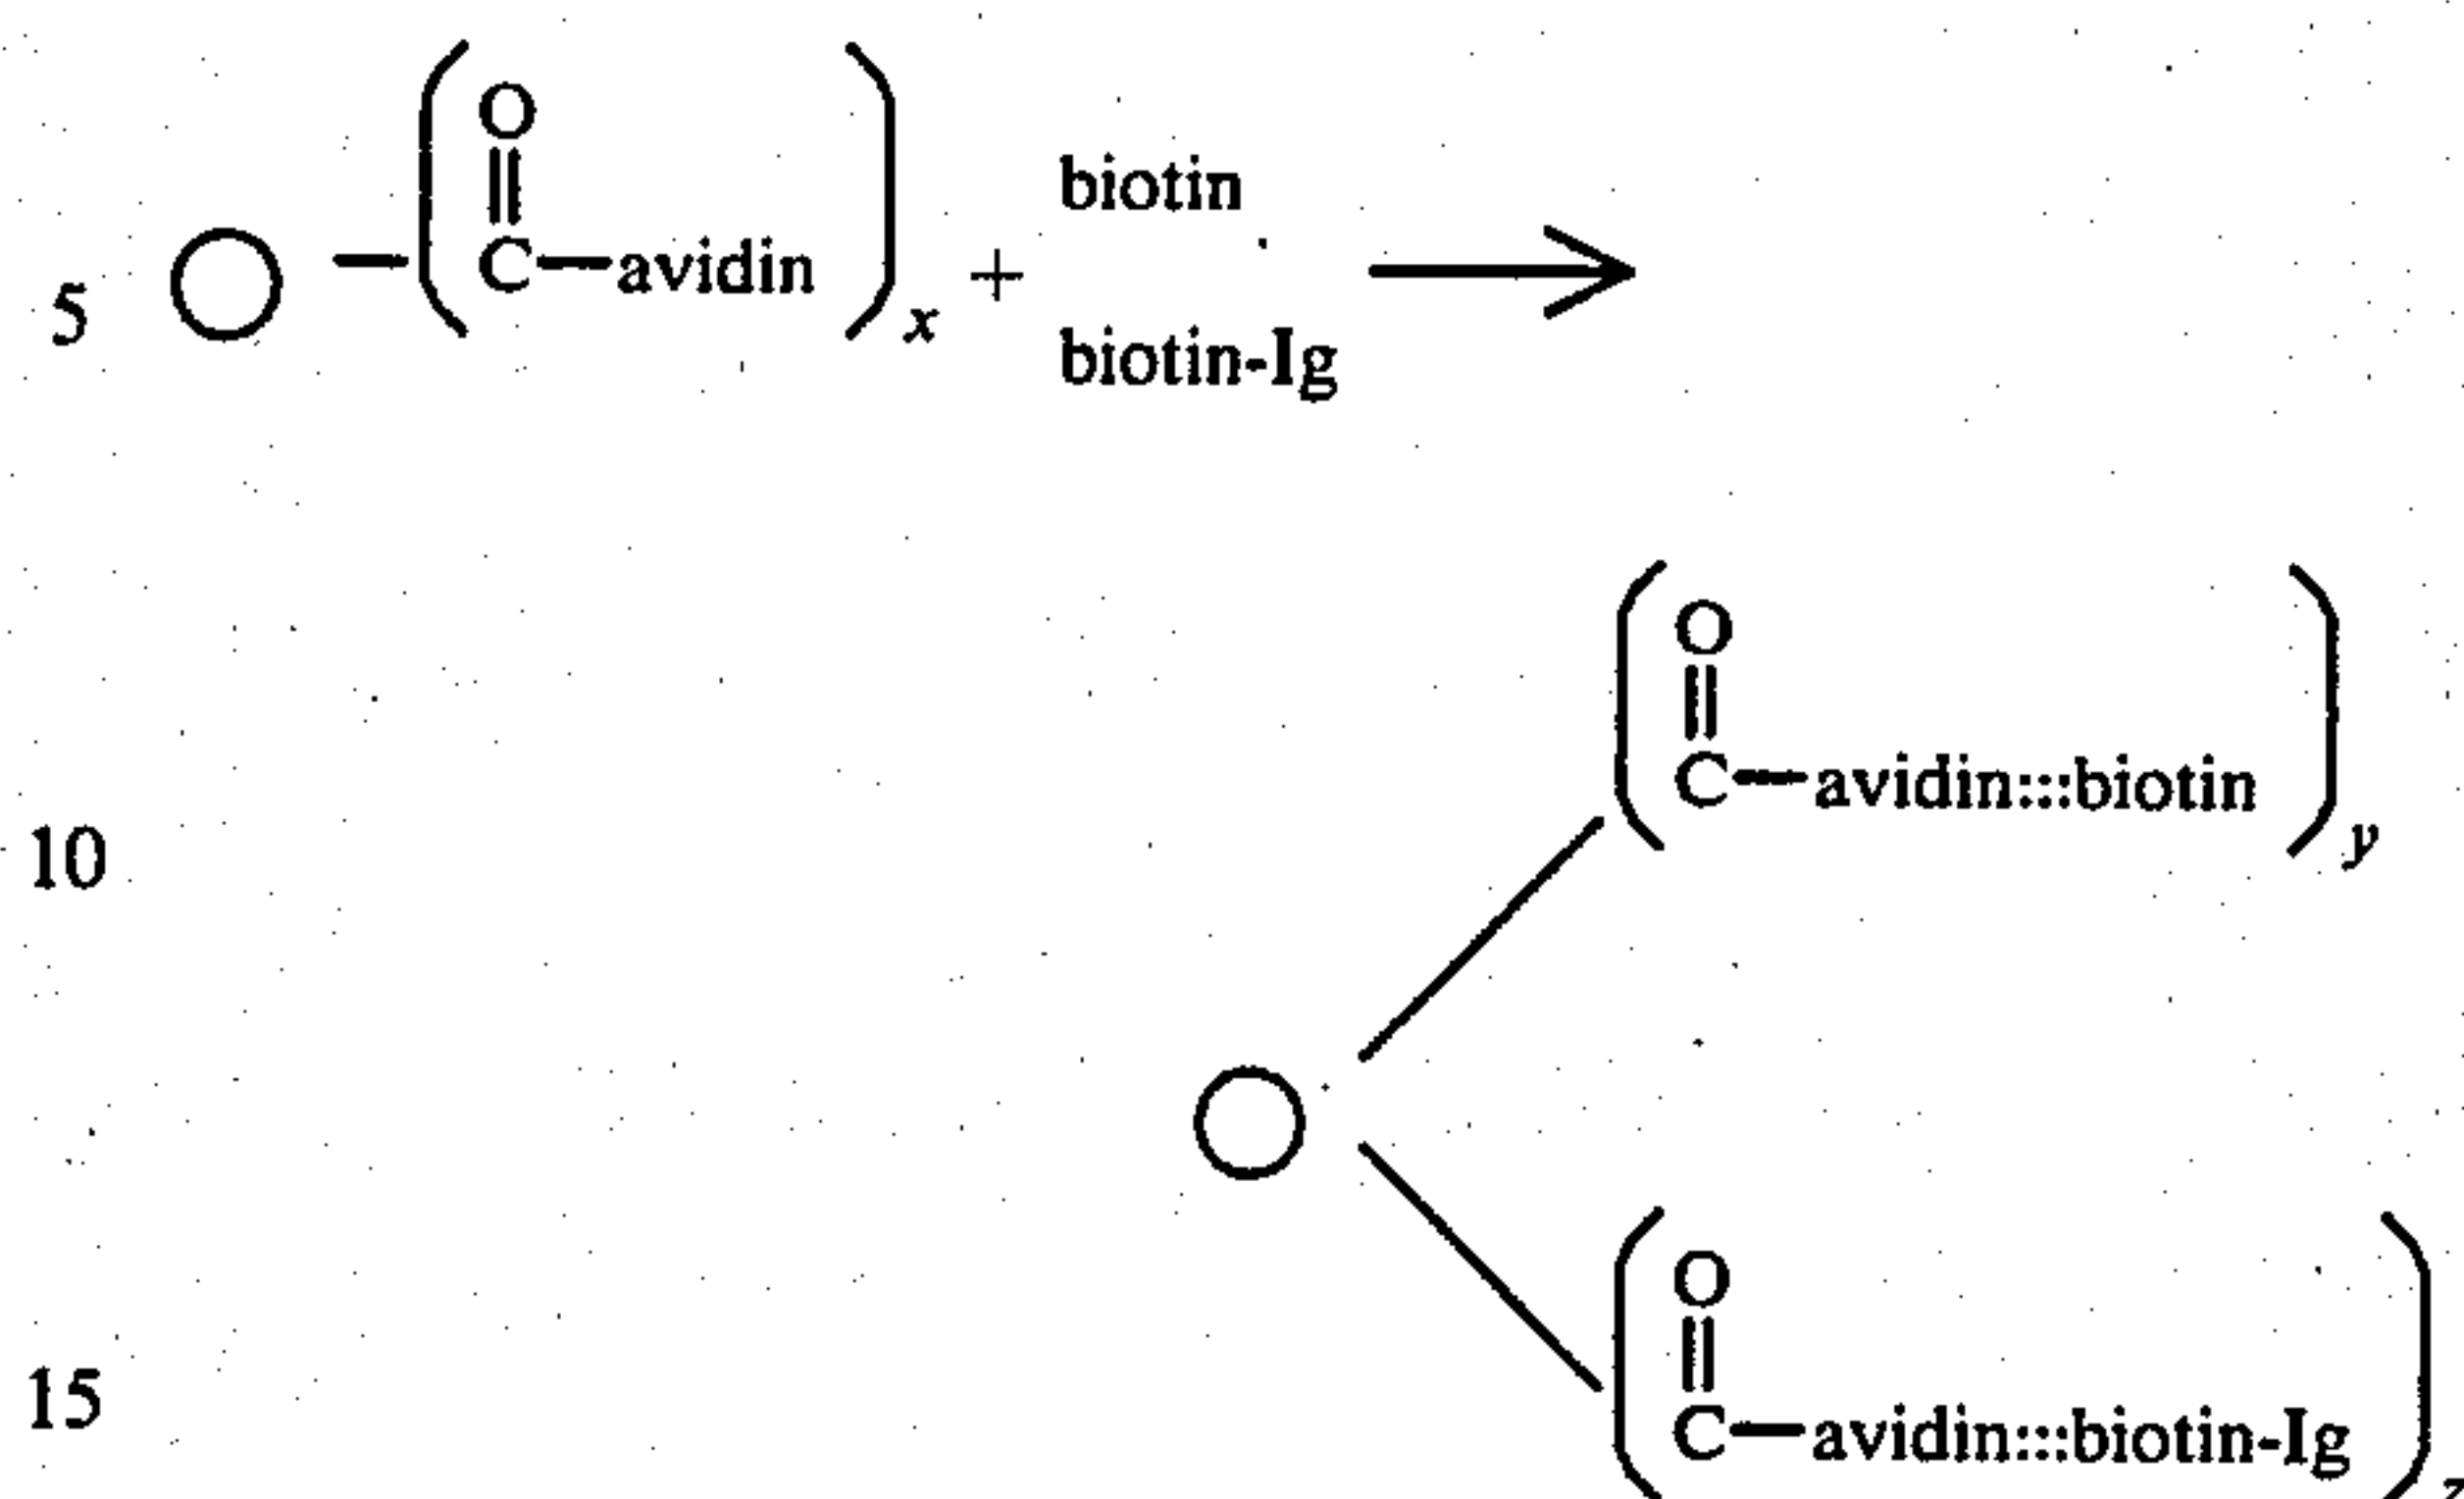 O
C—avidin
5
x
+
biotin
biotin-Ig
O
C—avidin:::biotin
y
10
O
C—avidin:::biotin-Ig
z
15